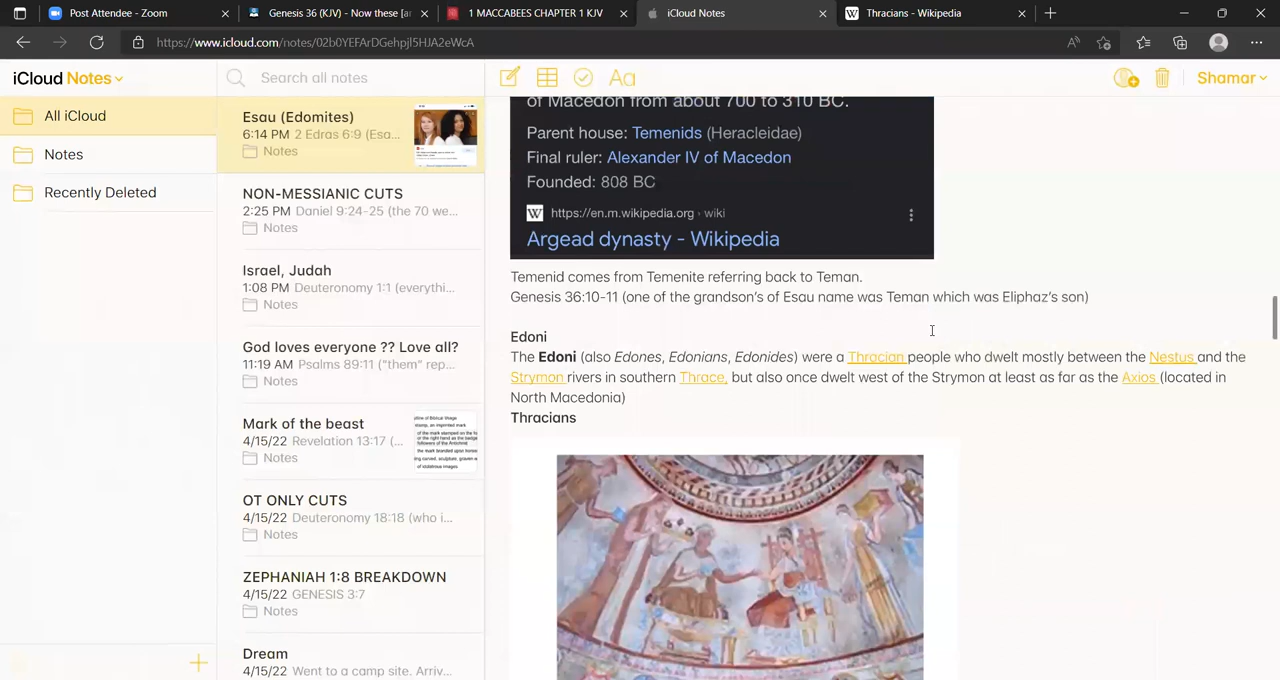 Post Attendee - Zoom
Genesis 36 (KJV) - Now these [ar
1 MACCABEES CHAPTER 1 KJV
iCloud Notes
Thracians - Wikipedia
https://www.icloud.com/notes/02b0YEFArDGehpjl5HJA2eWcA
iCloud Notes
Search all notes
Aa
Shamar
All iCloud
Notes
Recently Deleted
Esau (Edomites)
6:14 PM 2 Edras 6:9 (Esa...
Notes
NON-MESSIANIC CUTS
2:25 PM Daniel 9:24-25 (the 70 we...
Notes
Israel, Judah
1:08 PM Deuteronomy 1:1 (everythi...
Notes
God loves everyone ?? Love all?
11:19 AM Psalms 89:11 ("them" rep...
Notes
Mark of the beast
4/15/22 Revelation 13:17 (...
Notes
OT ONLY CUTS
4/15/22 Deuteronomy 18:18 (who i...
Notes
ZEPHANIAH 1:8 BREAKDOWN
4/15/22 GENESIS 3:7
Notes
Dream
4/15/22 Went to a camp site. Arriv...
of Macedon from about 700 to 310 BC.
Parent house: Temenids (Heracleidae)
Final ruler: Alexander IV of Macedon
Founded: 808 BC
W https://en.m.wikipedia.org › wiki
Argead dynasty - Wikipedia
Temenid comes from Temenite referring back to Teman.
Genesis 36:10-11 (one of the grandson's of Esau name was Teman which was Eliphaz's son)
Edoni
The Edoni (also Edones, Edonians, Edonides) were a Thracian people who dwelt mostly between the Nestus and the
Strymon rivers in southern Thrace, but also once dwelt west of the Strymon at least as far as the Axios (located in
North Macedonia)
Thracians